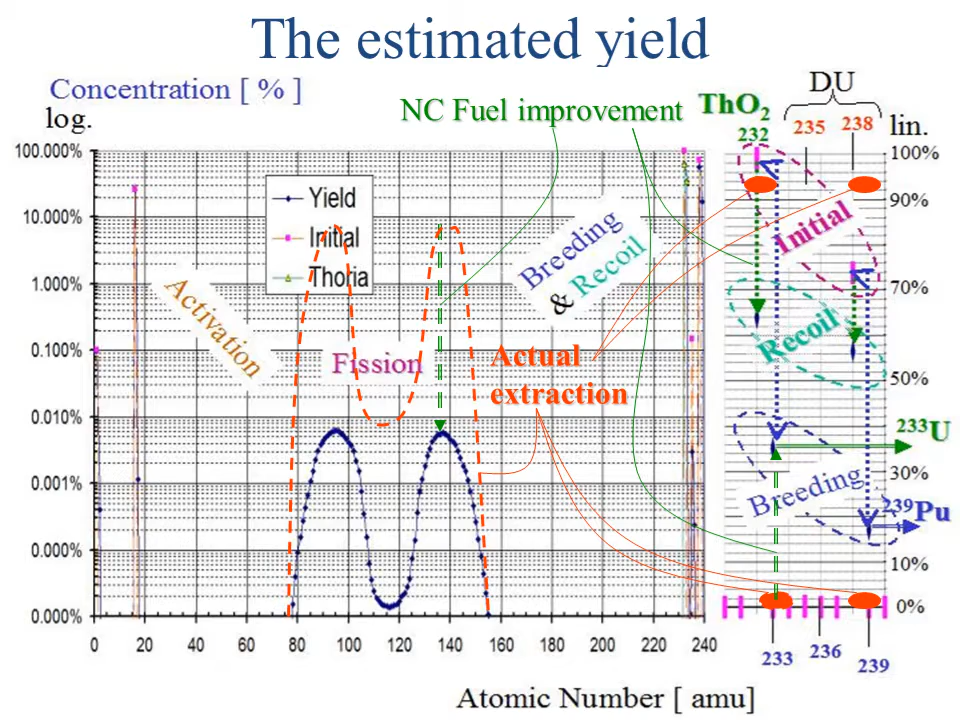 The estimated yield
Concentration [ % ]
log.
NC Fuel improvement
ThO₂
232
DU
235
238
lin.
100.000%
10.000%
1.000%
0.100%
0.010%
0.001%
0.000%
0.000%
Yield
Initial
Thoria
Activation
Fission
Breeding
& Recoil
Actual
extraction
Initial
Recoil
Breeding
100%
90%
70%
50%
30%
10%
0%
²³³U
²³⁹Pu
0 20 40 60 80 100 120 140 160 180 200 220 240
233
236
239
Atomic Number [ amu]